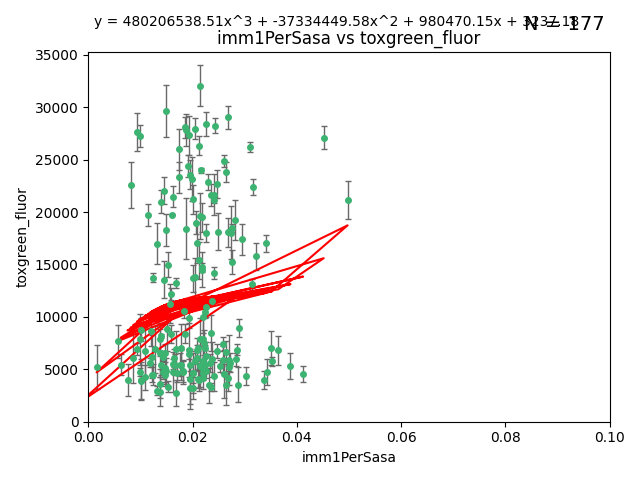 y = 480206538.51x^3 + -37334449.58x^2 + 980470.15x + 3237.18
N = 177
imm1PerSasa vs toxgreen_fluor
35000
30000
25000
20000
15000
10000
5000
0
toxgreen_fluor
0.00 0.02 0.04 0.06 0.08 0.10
imm1PerSasa